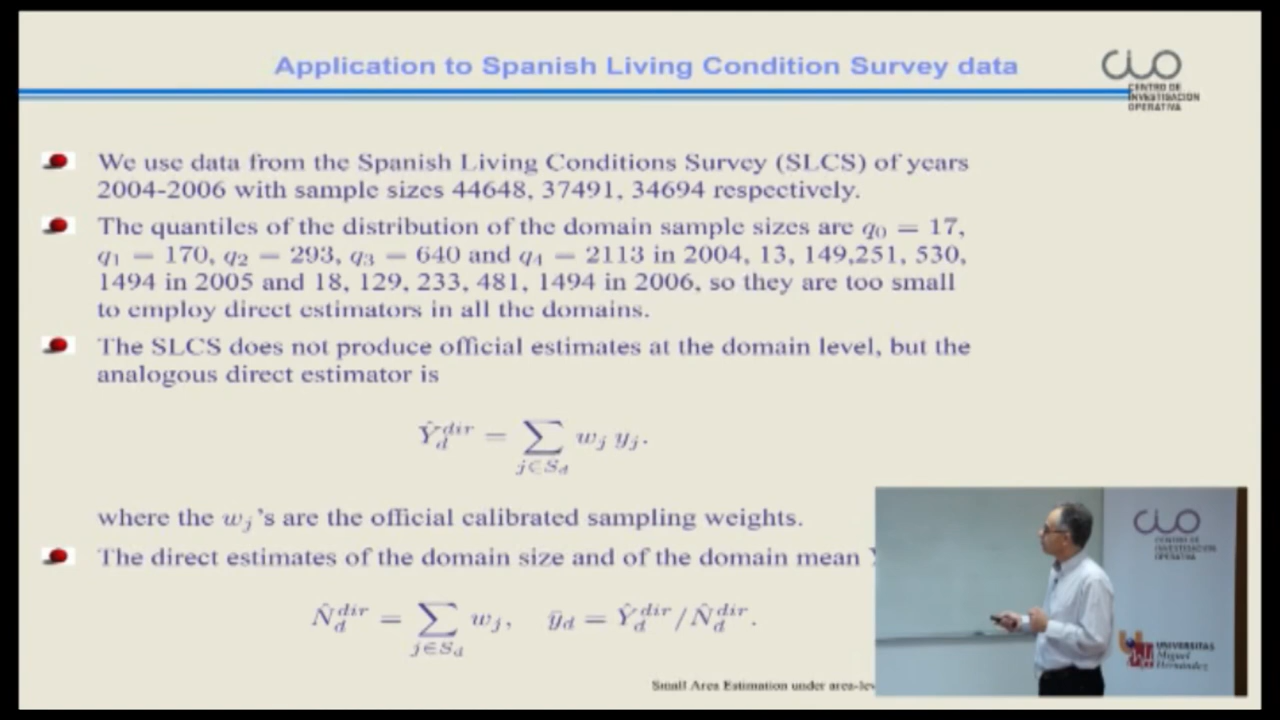 Application to Spanish Living Condition Survey data
CIO
CENTRO DE
INVESTIGACION
OPERATIVA
We use data from the Spanish Living Conditions Survey (SLCS) of years
2004-2006 with sample sizes 44648, 37491, 34694 respectively.
The quantiles of the distribution of the domain sample sizes are q₀ = 17,
q₁ = 170, q₂ = 293, q₃ = 640 and q₄ = 2113 in 2004, 13, 149,251, 530,
1494 in 2005 and 18, 129, 233, 481, 1494 in 2006, so they are too small
to employ direct estimators in all the domains.
The SLCS does not produce official estimates at the domain level, but the
analogous direct estimator is
Ŷ_d^{dir} = ∑_{j∈S_d} w_j y_j.
where the w_j's are the official calibrated sampling weights.
The direct estimates of the domain size and of the domain mean
N̂_d^{dir} = ∑_{j∈S_d} w_j, ȳ_d = Ŷ_d^{dir}/N̂_d^{dir}.
Small Area Estimation under area-lev
CIO
CENTRO DE
INVESTIGACION
OPERATIVA
UNIVERSITAS
Miguel
Hernández